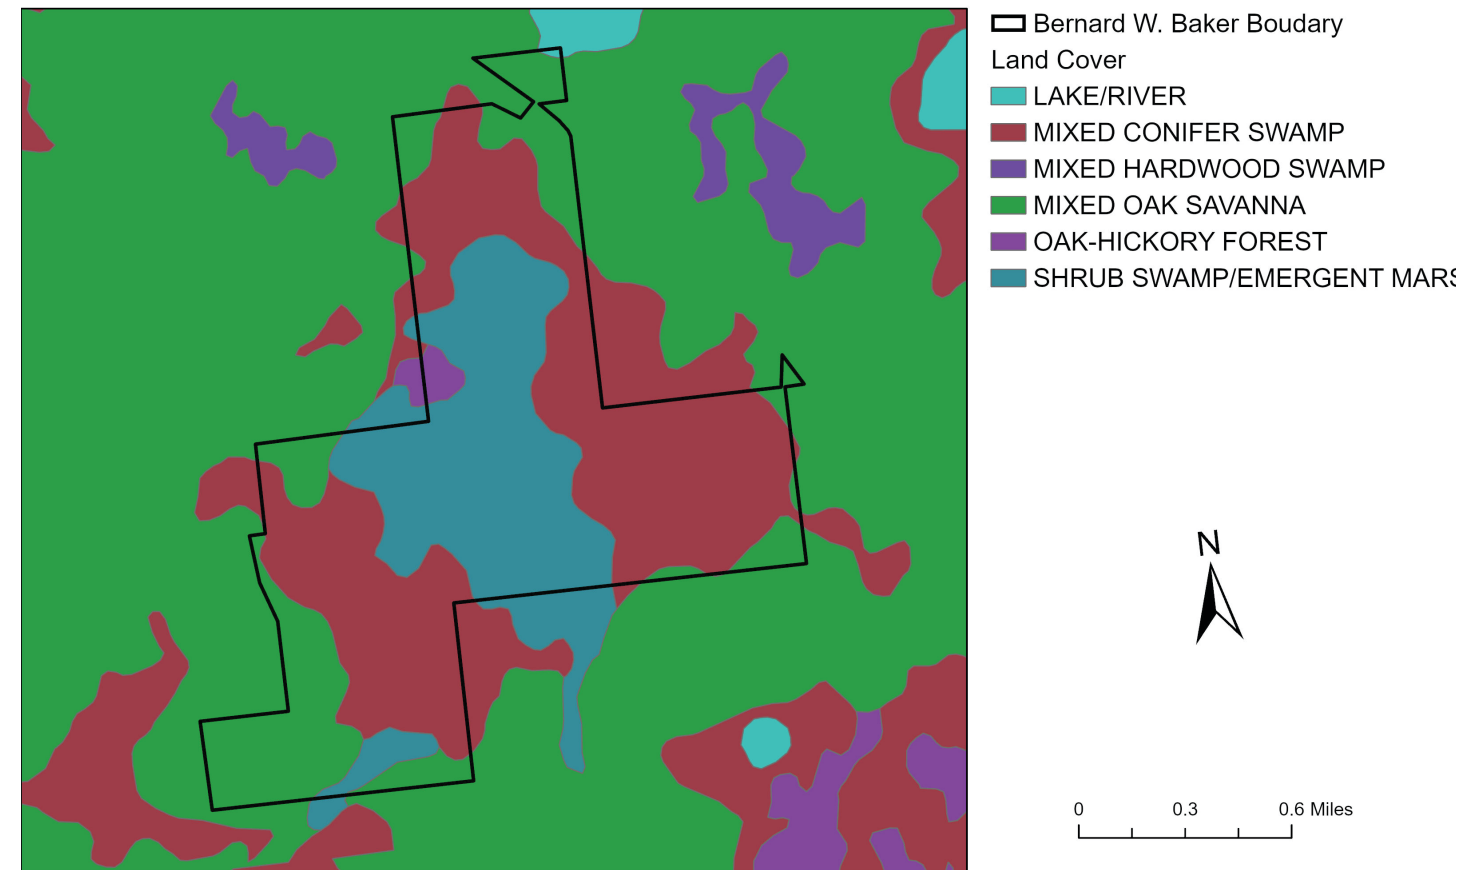 Bernard W. Baker Boudary
Land Cover
LAKE/RIVER
MIXED CONIFER SWAMP
MIXED HARDWOOD SWAMP
MIXED OAK SAVANNA
OAK-HICKORY FOREST
SHRUB SWAMP/EMERGENT MARS
N
0 0.3 0.6 Miles